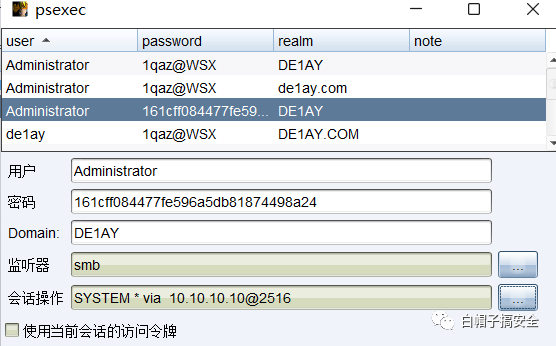 psexec
user password realm note
Administrator 1qaz@WSX DE1AY
Administrator 1qaz@WSX de1ay.com
Administrator 161cff084477fe59... DE1AY
de1ay 1qaz@WSX DE1AY.COM
用户 Administrator
密码 161cff084477fe596a5db81874498a24
Domain: DE1AY
监听器 smb ...
会话操作 SYSTEM * via 10.10.10.10@2516 ...
使用当前会话的访问令牌
白帽子搞安全